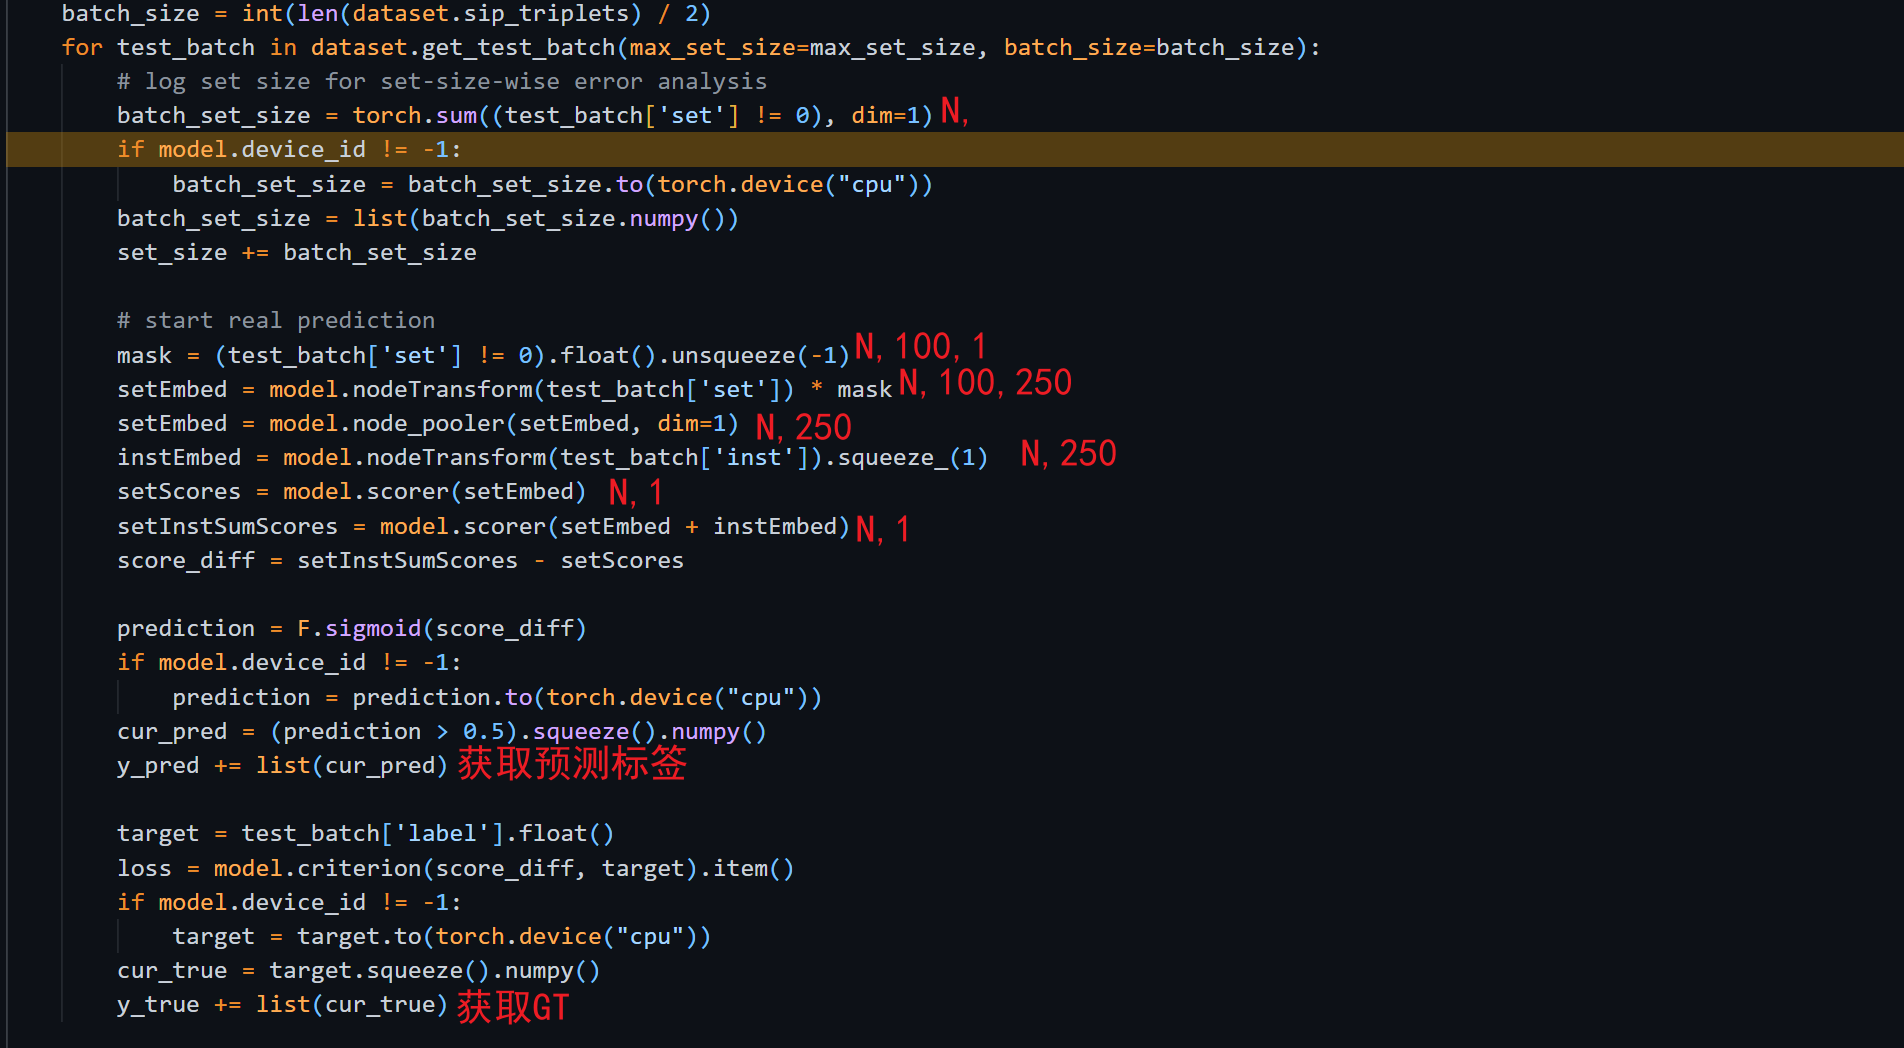 batch_size = int(len(dataset.sip_triplets) / 2)
for test_batch in dataset.get_test_batch(max_set_size=max_set_size, batch_size=batch_size):
# log set size for set-size-wise error analysis
batch_set_size = torch.sum((test_batch['set'] != 0), dim=1) N,
if model.device_id != -1:
batch_set_size = batch_set_size.to(torch.device("cpu"))
batch_set_size = list(batch_set_size.numpy())
set_size += batch_set_size
# start real prediction
mask = (test_batch['set'] != 0).float().unsqueeze(-1) N, 100, 1
setEmbed = model.nodeTransform(test_batch['set']) * mask N, 100, 250
setEmbed = model.node_pooler(setEmbed, dim=1) N, 250
instEmbed = model.nodeTransform(test_batch['inst']).squeeze_(1) N, 250
setScores = model.scorer(setEmbed) N, 1
setInstSumScores = model.scorer(setEmbed + instEmbed) N, 1
score_diff = setInstSumScores - setScores
prediction = F.sigmoid(score_diff)
if model.device_id != -1:
prediction = prediction.to(torch.device("cpu"))
cur_pred = (prediction > 0.5).squeeze().numpy()
y_pred += list(cur_pred) 获取预测标签
target = test_batch['label'].float()
loss = model.criterion(score_diff, target).item()
if model.device_id != -1:
target = target.to(torch.device("cpu"))
cur_true = target.squeeze().numpy()
y_true += list(cur_true) 获取GT